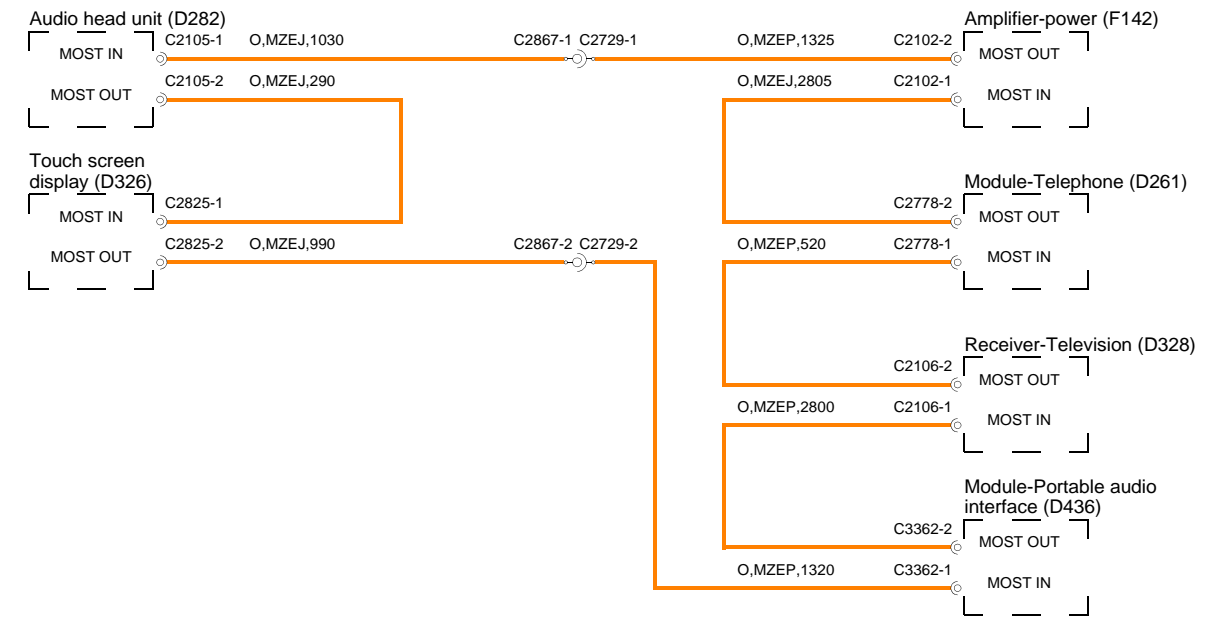 Audio head unit (D282)
MOST IN
C2105-1 O,MZEJ,1030 C2867-1 C2729-1
MOST OUT
C2105-2 O,MZEJ,290
Touch screen
display (D326)
MOST IN
C2825-1
MOST OUT
C2825-2 O,MZEJ,990 C2867-2 C2729-2
Amplifier-power (F142)
O,MZEP,1325 C2102-2
MOST OUT
O,MZEJ,2805 C2102-1
MOST IN
Module-Telephone (D261)
C2778-2
MOST OUT
O,MZEP,520 C2778-1
MOST IN
Receiver-Television (D328)
C2106-2
MOST OUT
O,MZEP,2800 C2106-1
MOST IN
Module-Portable audio
interface (D436)
C3362-2
MOST OUT
O,MZEP,1320 C3362-1
MOST IN